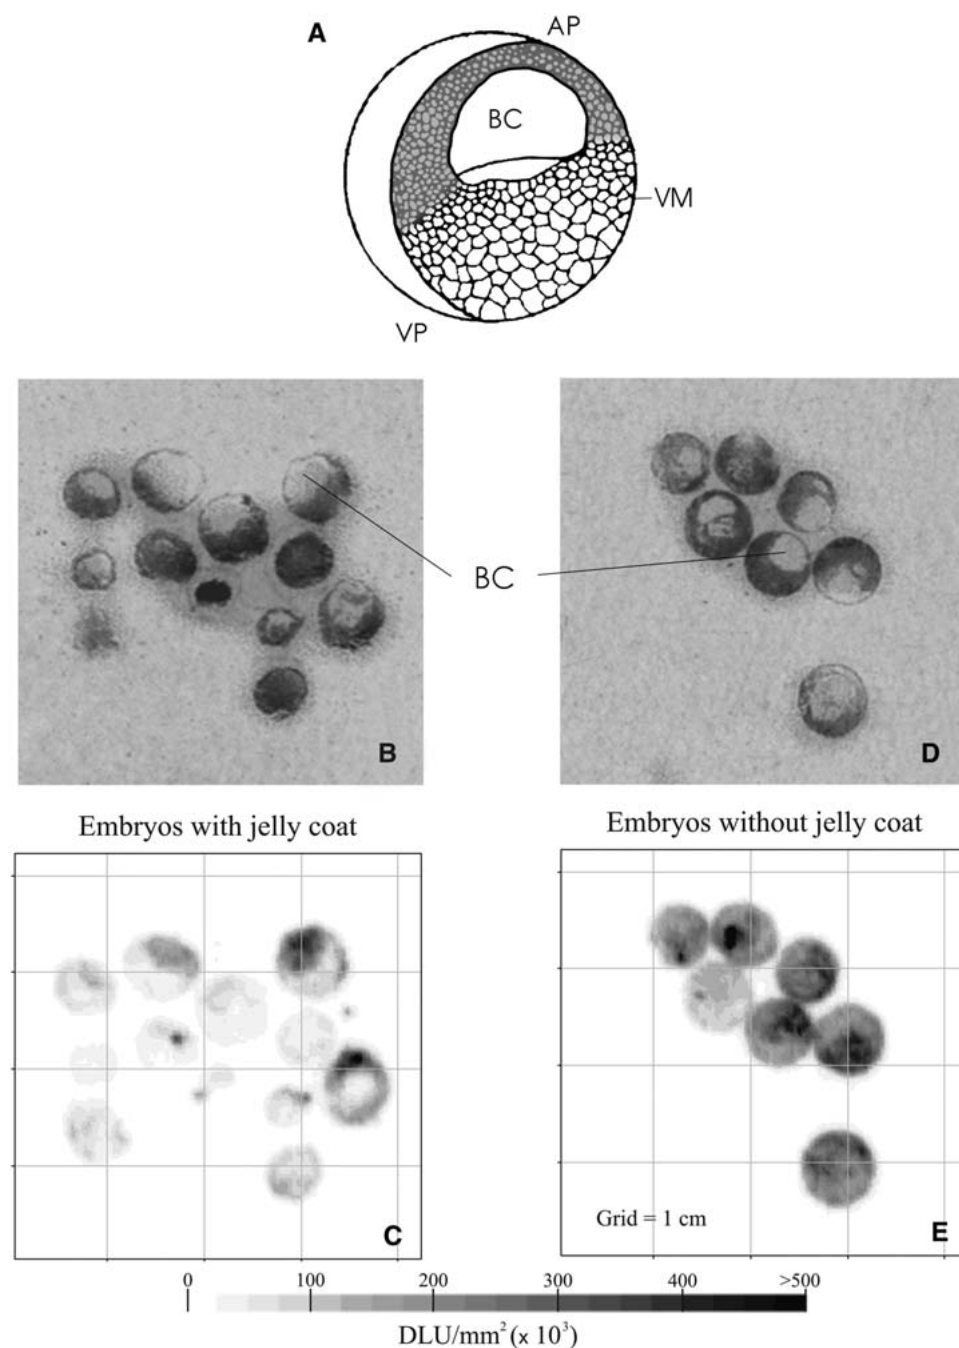 A
AP
BC
VM
VP
B
BC
D
Embryos with jelly coat
Embryos without jelly coat
C
Grid = 1 cm
E
0 100 200 300 400 >500
DLU/mm² (x 10³)